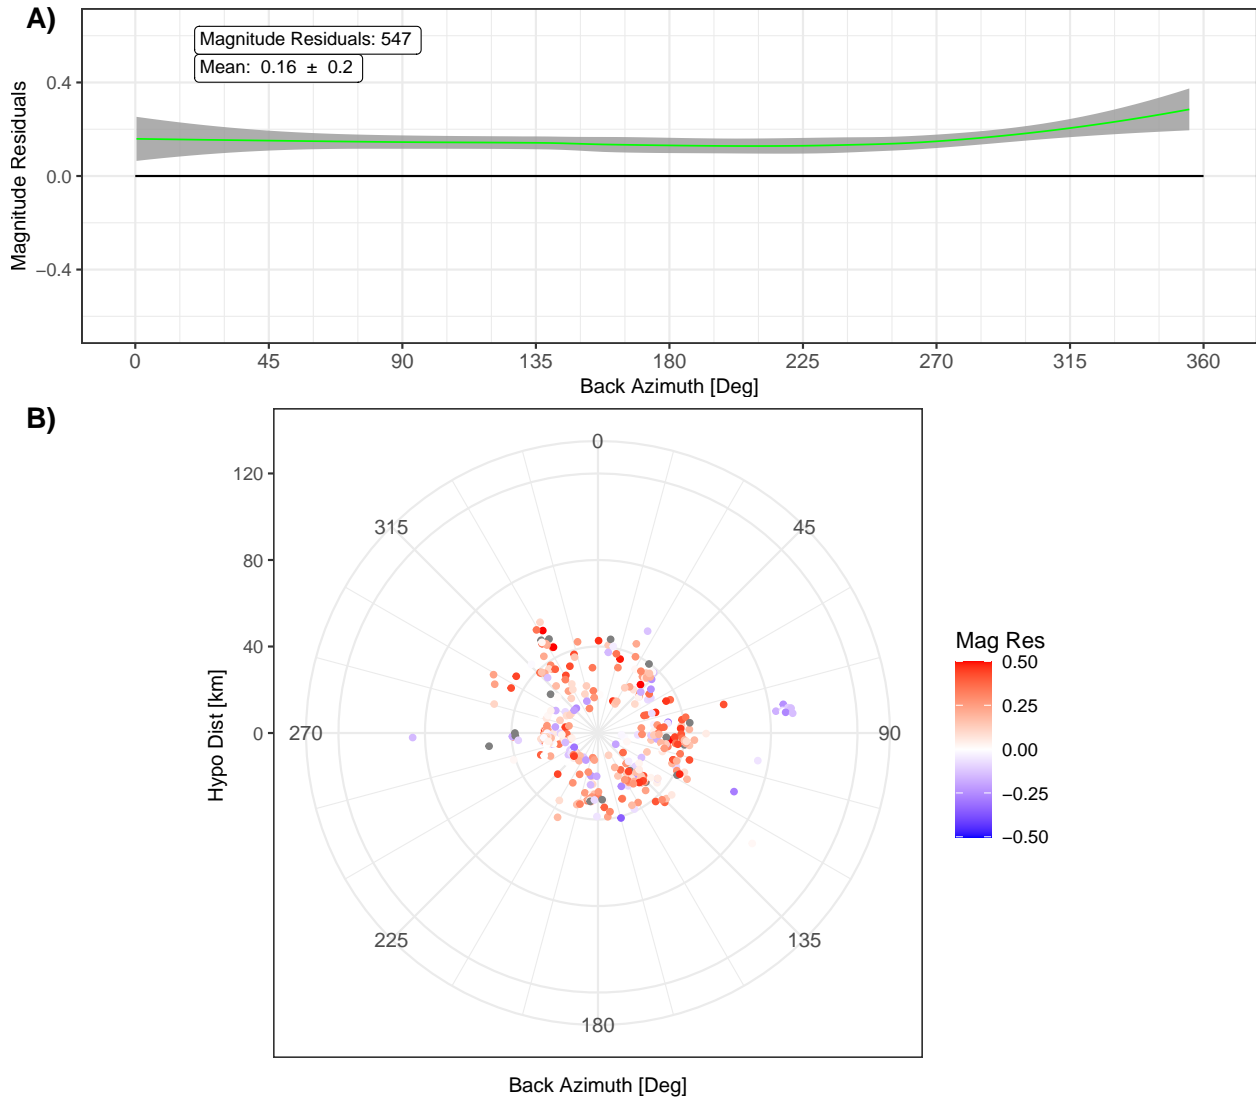 A)
Magnitude Residuals: 547
Mean:  0.16  ±  0.2
0.4
0.0
−0.4
Magnitude Residuals
0 45 90 135 180 225 270 315 360
Back Azimuth [Deg]
B)
120
80
40
0
Hypo Dist [km]
0
45
90
135
180
225
270
315
Back Azimuth [Deg]
Mag Res
0.50
0.25
0.00
−0.25
−0.50